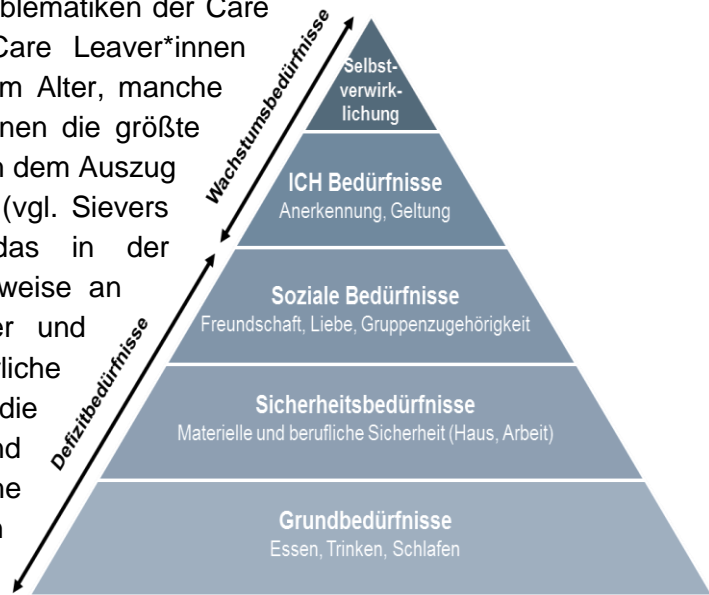 blematiken der Care
Care Leaver*innen
m Alter, manche
nen die größte
n dem Auszug
(vgl. Sievers
das in der
weise an
er und
rliche
die
nd
ne
n
Wachstumsbedürfnisse
Defizitbedürfnisse
Selbst-
verwirk-
lichung
ICH Bedürfnisse
Anerkennung, Geltung
Soziale Bedürfnisse
Freundschaft, Liebe, Gruppenzugehörigkeit
Sicherheitsbedürfnisse
Materielle und berufliche Sicherheit (Haus, Arbeit)
Grundbedürfnisse
Essen, Trinken, Schlafen